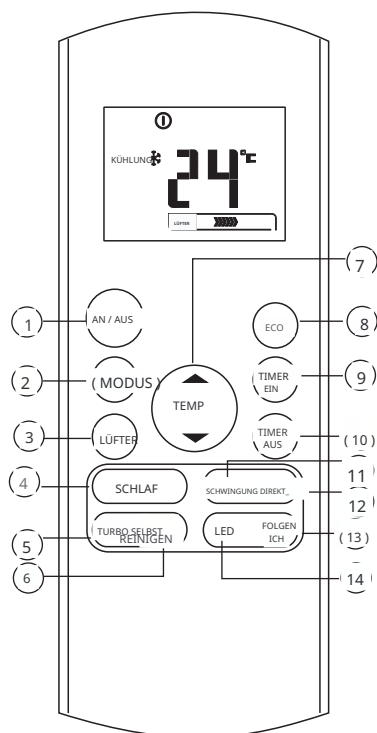 KÜHLUNG 24 °C
LÜFTER
7
1 AN / AUS
ECO 8
2 ( MODUS )
TEMP
TIMER EIN 9
3 LÜFTER
TIMER AUS ( 10 )
4 SCHLAF
SCHWINGUNG DIREKT_
11
12
5 TURBO SELBST
REINIGEN
LED
FOLGEN
ICH
( 13 )
6
14